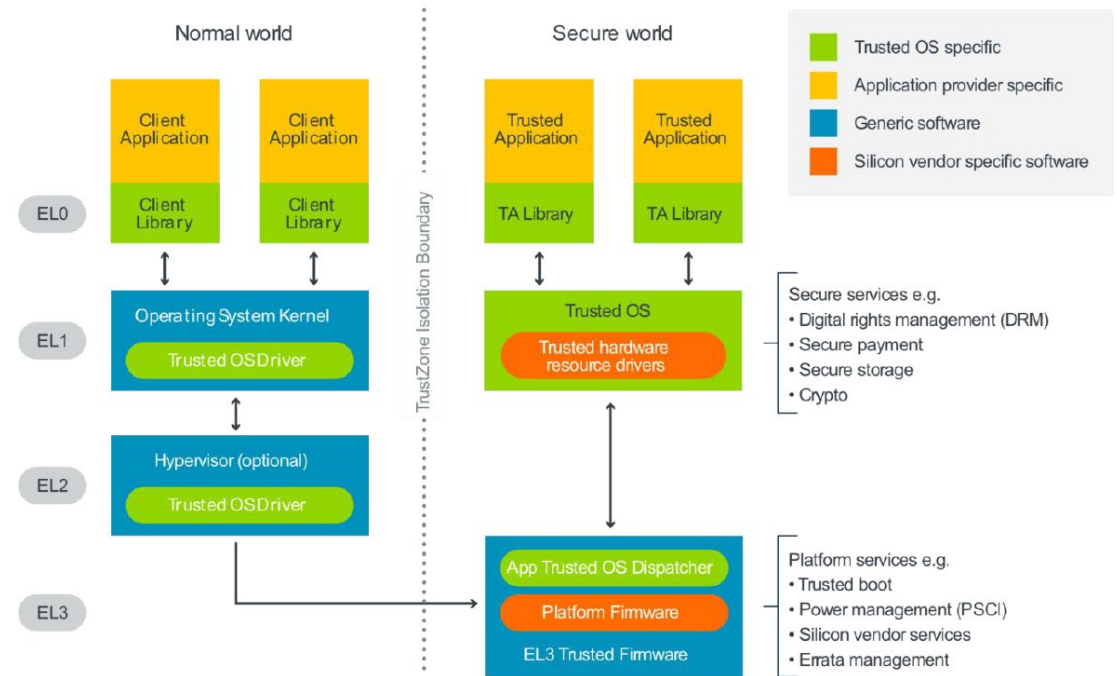 Normal world
Secure world
Trusted OS specific
Application provider specific
Generic software
Silicon vendor specific software
Client
Application
Client
Application
Trusted
Application
Trusted
Application
EL0
Client
Library
Client
Library
TA Library
TA Library
TrustZone Isolation Boundary
EL1
Operating System Kernel
Trusted OS Driver
Trusted OS
Trusted hardware
resource drivers
Secure services e.g.
• Digital rights management (DRM)
• Secure payment
• Secure storage
• Crypto
EL2
Hypervisor (optional)
Trusted OS Driver
EL3
App Trusted OS Dispatcher
Platform Firmware
EL3 Trusted Firmware
Platform services e.g.
• Trusted boot
• Power management (PSCI)
• Silicon vendor services
• Errata management